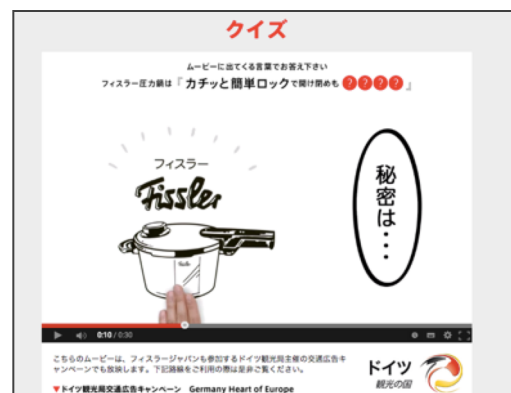 クイズ
ムービーに出てくる言葉でお答え下さい
フィスラー圧力鍋は『カチッと簡単ロックで開け閉めも????』
フィスラー
Fissler
秘密は・・・
0:10 / 0:30
こちらのムービーは、フィスラージャパンも参加するドイツ観光局主催の交通広告キ
ャンペーンでも放映します。下記路線をご利用の際は是非ご覧ください。
▼ドイツ観光局交通広告キャンペーン Germany Heart of Europe
ドイツ
観光の国